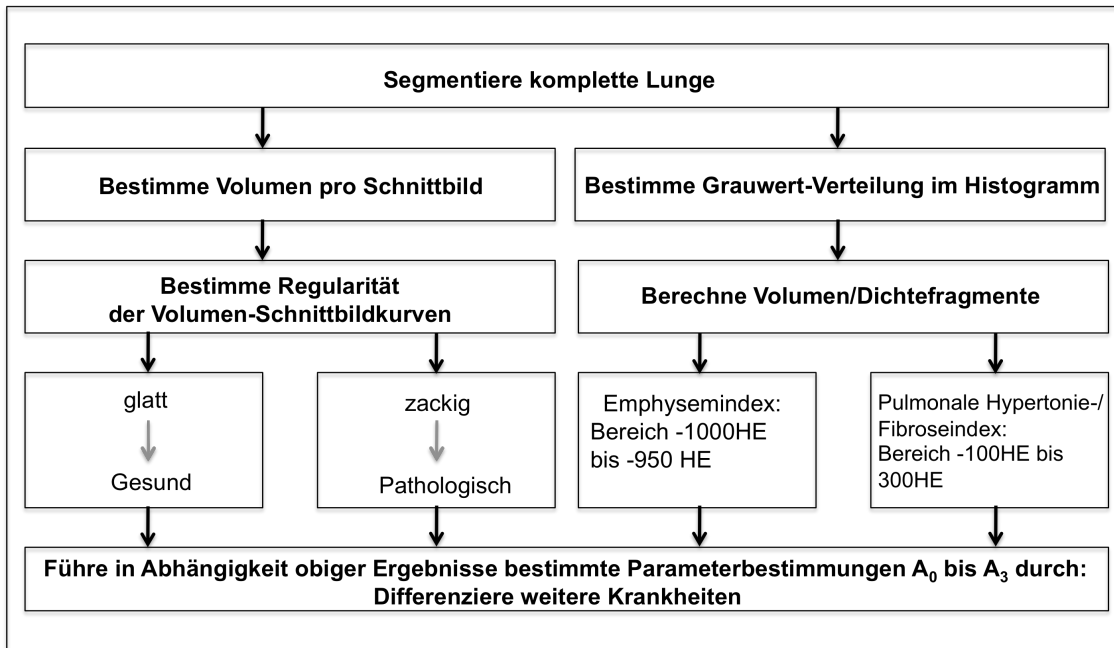 Segmentiere komplette Lunge
Bestimme Volumen pro Schnittbild
Bestimme Grauwert-Verteilung im Histogramm
Bestimme Regularität
der Volumen-Schnittbildkurven
Berechne Volumen/Dichtefragmente
glatt
Gesund
zackig
Pathologisch
Emphysemindex:
Bereich -1000HE
bis -950 HE
Pulmonale Hypertonie-/
Fibroseindex:
Bereich -100HE bis
300HE
Führe in Abhängigkeit obiger Ergebnisse bestimmte Parameterbestimmungen A₀ bis A₃ durch:
Differenziere weitere Krankheiten